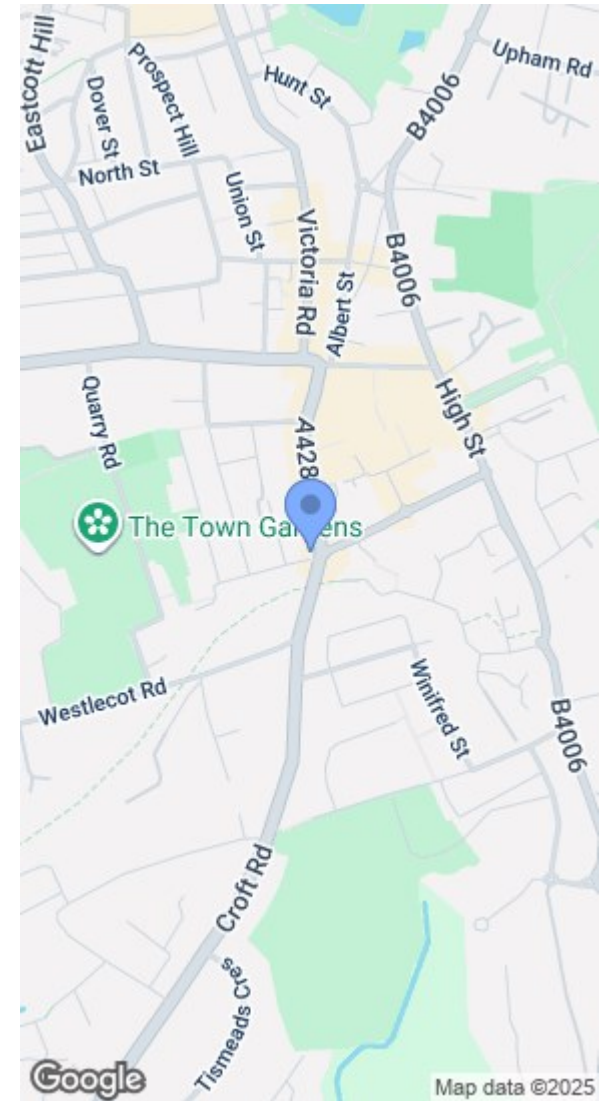 Eastcott Hill
Prospect Hill
Dover St
Hunt St
B4006
Upham Rd
North St
Union St
Victoria Rd
Albert St
B4006
Quarry Rd
A428
High St
The Town Gardens
Westlecot Rd
Winifred St
B4006
Croft Rd
Tismeads Cres
Google
Map data ©2025